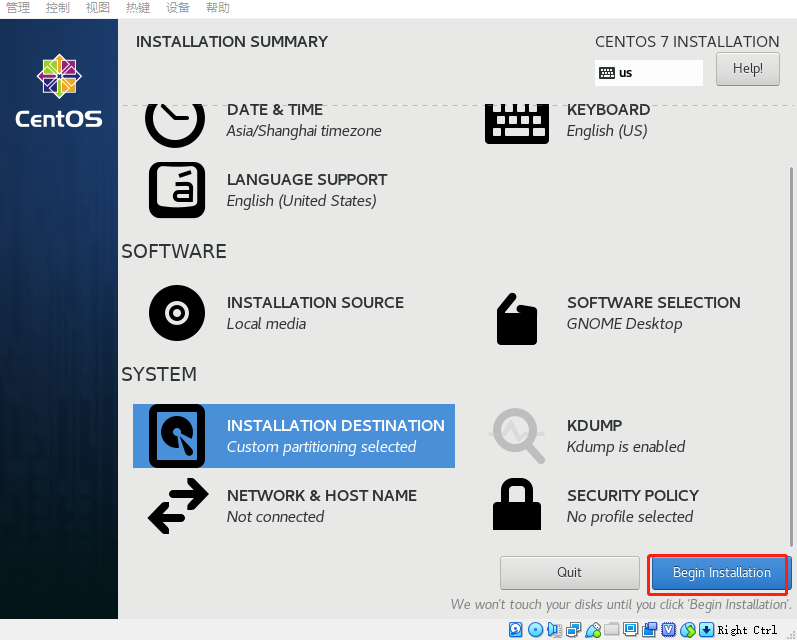 管理 控制 视图 热键 设备 帮助
INSTALLATION SUMMARY
CENTOS 7 INSTALLATION
us
Help!
CentOS
DATE & TIME
Asia/Shanghai timezone
KEYBOARD
English (US)
LANGUAGE SUPPORT
English (United States)
SOFTWARE
INSTALLATION SOURCE
Local media
SOFTWARE SELECTION
GNOME Desktop
SYSTEM
INSTALLATION DESTINATION
Custom partitioning selected
KDUMP
Kdump is enabled
NETWORK & HOST NAME
Not connected
SECURITY POLICY
No profile selected
Quit
Begin Installation
We won't touch your disks until you click 'Begin Installation'.
Right Ctrl